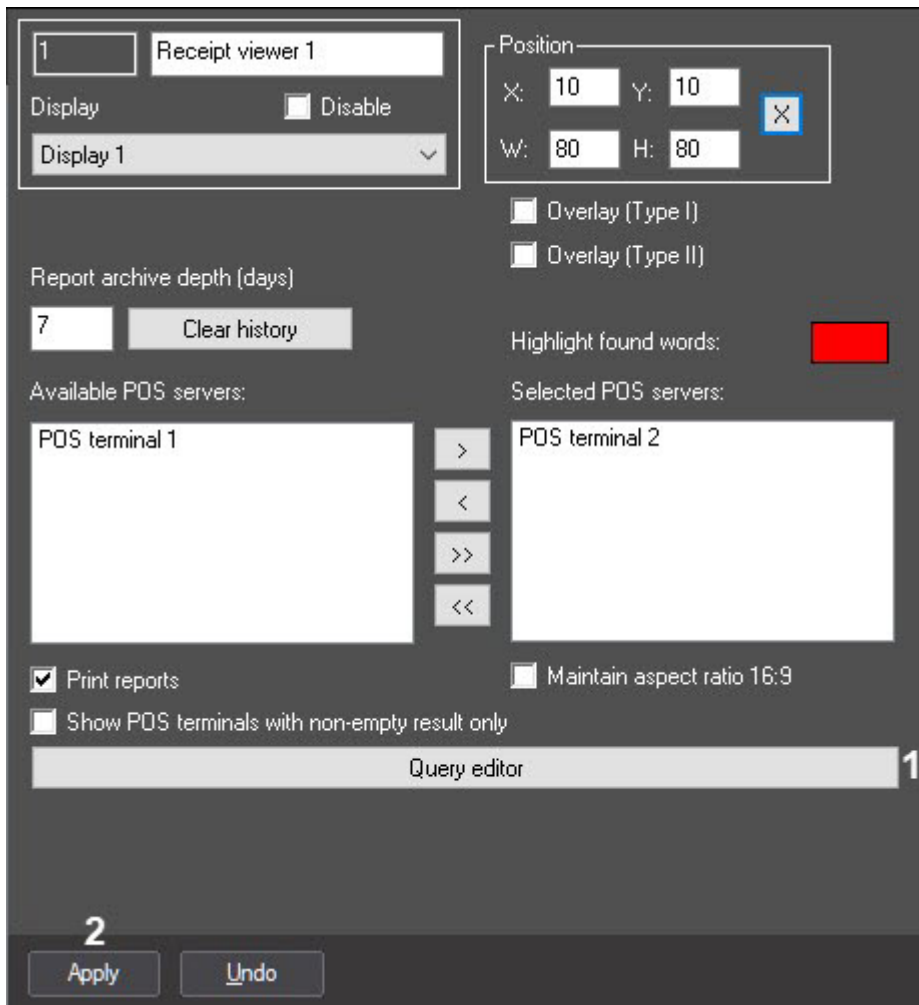 1 Receipt viewer 1
Display Disable
Display 1
Position
X: 10 Y: 10 X
W: 80 H: 80
Overlay (Type I)
Overlay (Type II)
Report archive depth (days)
7 Clear history
Highlight found words:
Available POS servers:
POS terminal 1
>
<
>>
<<
Selected POS servers:
POS terminal 2
Print reports
Maintain aspect ratio 16:9
Show POS terminals with non-empty result only
Query editor 1
2
Apply Undo